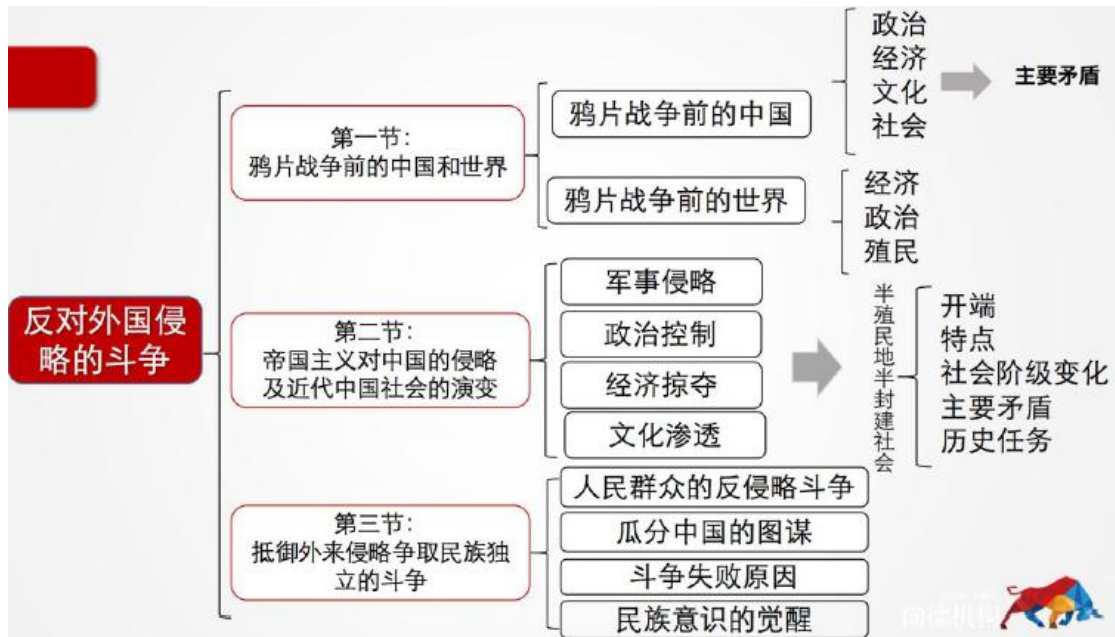 反对外国侵
略的斗争
第一节：
鸦片战争前的中国和世界
鸦片战争前的中国
政治
经济
文化
社会
主要矛盾
鸦片战争前的世界
经济
政治
殖民
第二节：
帝国主义对中国的侵略
及近代中国社会的演变
军事侵略
政治控制
经济掠夺
文化渗透
半殖民地半封建社会
开端
特点
社会阶级变化
主要矛盾
历史任务
第三节：
抵御外来侵略争取民族独
立的斗争
人民群众的反侵略斗争
瓜分中国的图谋
斗争失败原因
民族意识的觉醒
尚德机构